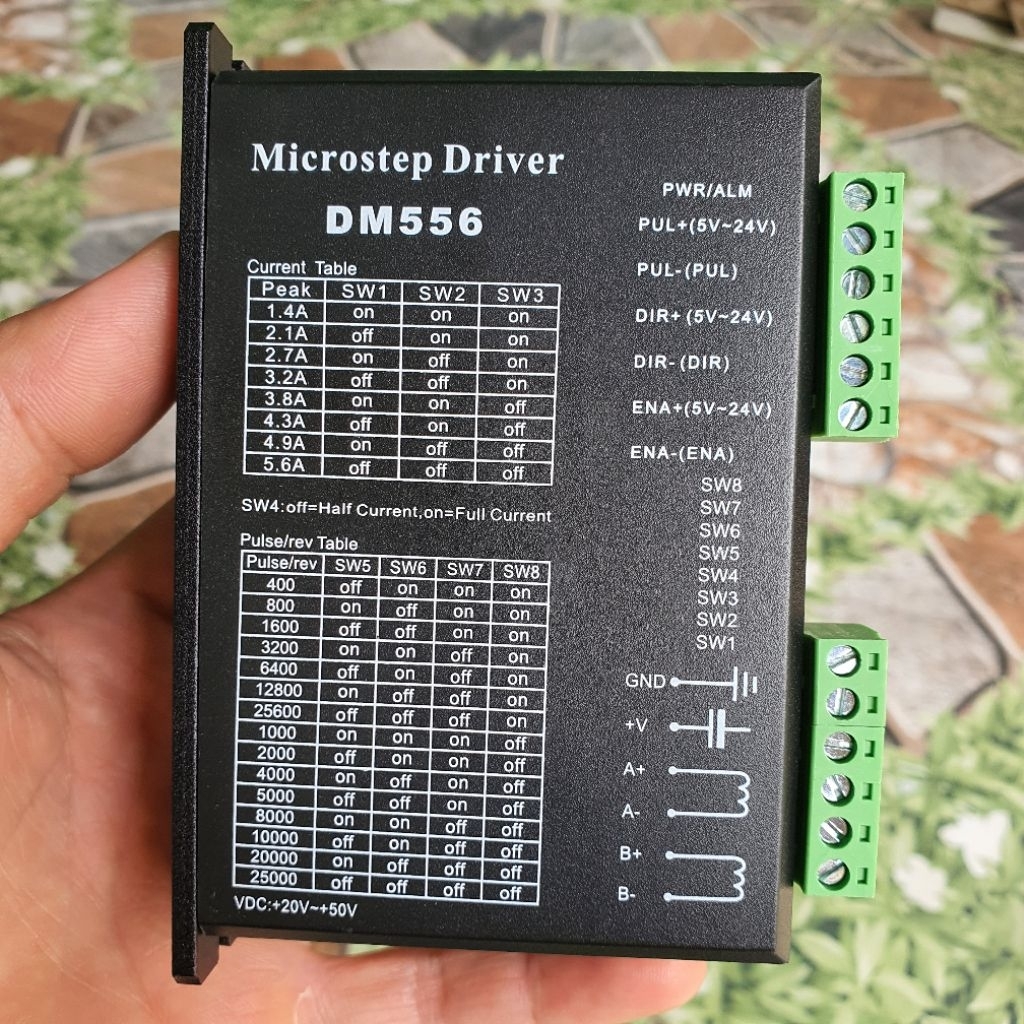 Microstep Driver
DM556
Current Table
Peak SW1 SW2 SW3
1.4A on on on
2.1A off on on
2.7A on off on
3.2A off off on
3.8A on on off
4.3A off on off
4.9A on off off
5.6A off off off
SW4:off=Half Current,on=Full Current
Pulse/rev Table
Pulse/rev SW5 SW6 SW7 SW8
400 off on on on
800 on off on on
1600 off off on on
3200 on on off on
6400 off on off on
12800 on off off on
25600 off off off on
1000 on on on off
2000 off on on off
4000 on off on off
5000 off off on off
8000 on on off off
10000 off on off off
20000 on off off off
25000 off off off off
VDC:+20V~+50V
PWR/ALM
PUL+(5V~24V)
PUL-(PUL)
DIR+(5V~24V)
DIR-(DIR)
ENA+(5V~24V)
ENA-(ENA)
SW8
SW7
SW6
SW5
SW4
SW3
SW2
SW1
GND
+V
A+
A-
B+
B-